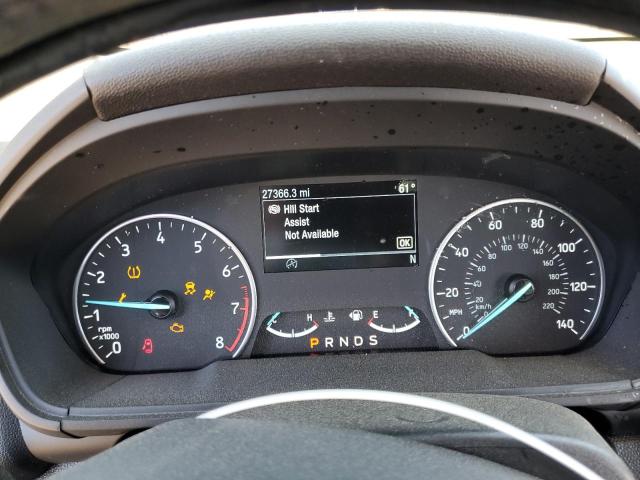 27366.3 mi 61°
Hill Start
Assist
Not Available
OK
N
0 1 2 3 4 5 6 7 8
rpm
x1000
H E
P R N D S
0 20 40 60 80 100 120 140
MPH
0 20 40 60 80 100 120 140 160 180 200 220
km/h